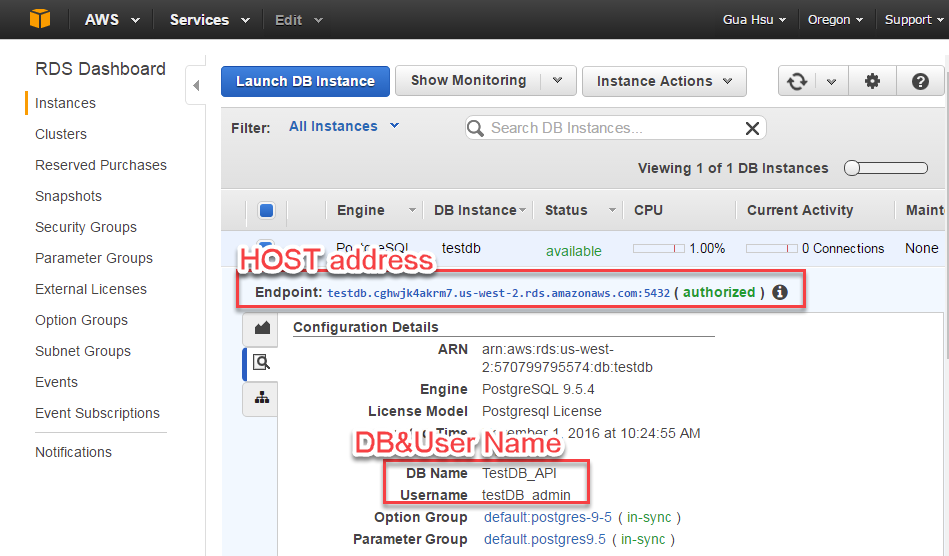 AWS Services Edit Gua Hsu Oregon Support
RDS Dashboard
Instances
Clusters
Reserved Purchases
Snapshots
Security Groups
Parameter Groups
External Licenses
Option Groups
Subnet Groups
Events
Event Subscriptions
Notifications
Launch DB Instance Show Monitoring Instance Actions
Filter: All Instances Search DB Instances...
Viewing 1 of 1 DB Instances
Engine DB Instance Status CPU Current Activity
PostgreSQL testdb available 1.00% 0 Connections None
HOST address
Endpoint: testdb.cghwjk4akrm7.us-west-2.rds.amazonaws.com:5432 ( authorized )
Configuration Details
ARN arn:aws:rds:us-west-
2:570799795574:db:testdb
Engine PostgreSQL 9.5.4
License Model Postgresql License
1, 2016 at 10:24:55 AM
DB&User Name
DB Name TestDB_API
Username testDB_admin
Option Group default:postgres-9-5 ( in-sync )
Parameter Group default.postgres9.5 ( in-sync )